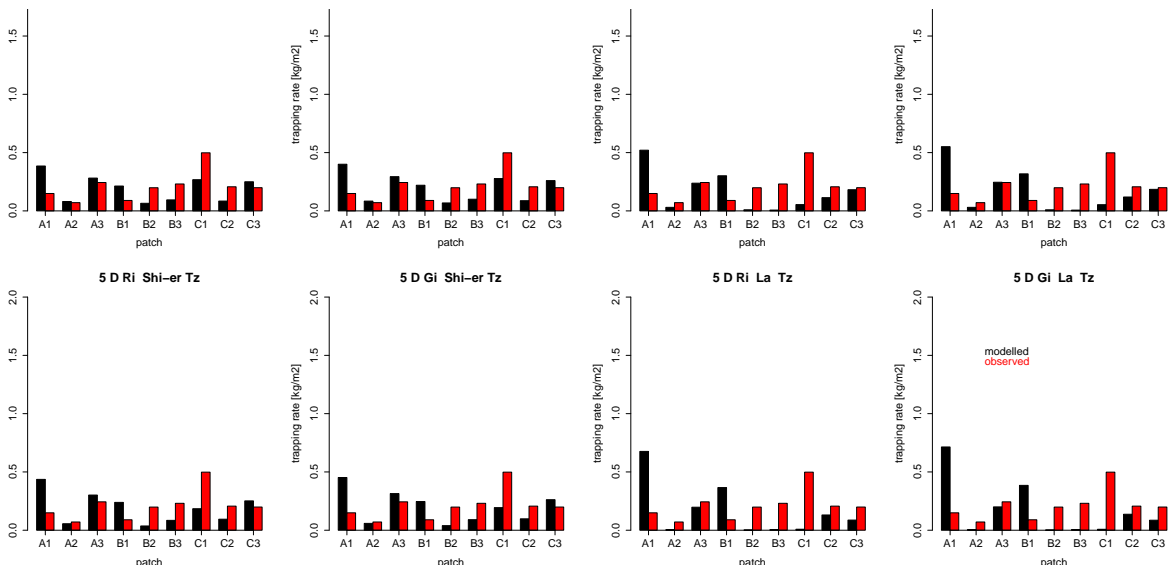 0.0 0.5 1.0 1.5
A1 A2 A3 B1 B2 B3 C1 C2 C3
patch
trapping rate [kg/m2]
0.0 0.5 1.0 1.5
A1 A2 A3 B1 B2 B3 C1 C2 C3
patch
trapping rate [kg/m2]
0.0 0.5 1.0 1.5
A1 A2 A3 B1 B2 B3 C1 C2 C3
patch
trapping rate [kg/m2]
0.0 0.5 1.0 1.5
A1 A2 A3 B1 B2 B3 C1 C2 C3
patch
5 D Ri Shi−er Tz
0.0 0.5 1.0 1.5 2.0
A1 A2 A3 B1 B2 B3 C1 C2 C3
patch
5 D Gi Shi−er Tz
trapping rate [kg/m2]
0.0 0.5 1.0 1.5 2.0
A1 A2 A3 B1 B2 B3 C1 C2 C3
patch
5 D Ri La Tz
trapping rate [kg/m2]
0.0 0.5 1.0 1.5 2.0
A1 A2 A3 B1 B2 B3 C1 C2 C3
patch
5 D Gi La Tz
trapping rate [kg/m2]
0.0 0.5 1.0 1.5 2.0
modelled
observed
A1 A2 A3 B1 B2 B3 C1 C2 C3
patch